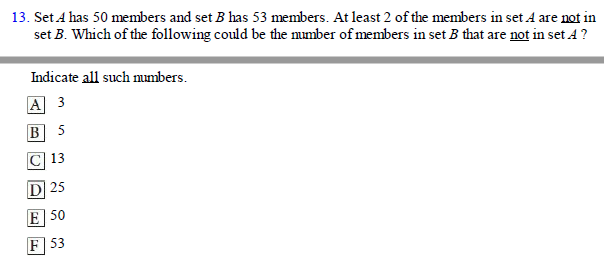 13. Set A has 50 members and set B has 53 members. At least 2 of the members in set A are not in
set B. Which of the following could be the number of members in set B that are not in set A ?
Indicate all such numbers.
A 3
B 5
C 13
D 25
E 50
F 53